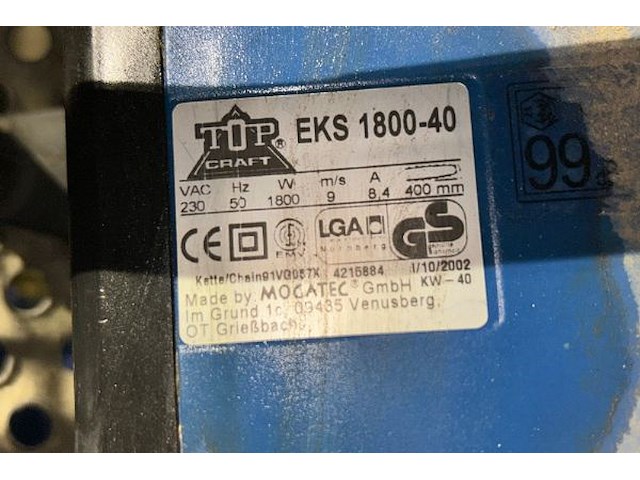 TOP CRAFT ® EKS 1800-40
VAC Hz W m/s A
230 50 1800 9 8,4 400 mm
CE EMV LGA Nürnberg GS
Kette/Chain91VG057X 4215884 1/10/2002
Made by MOGATEC® GmbH KW-40
Im Grund 1c, 09435 Venusberg,
OT Grießbach
99